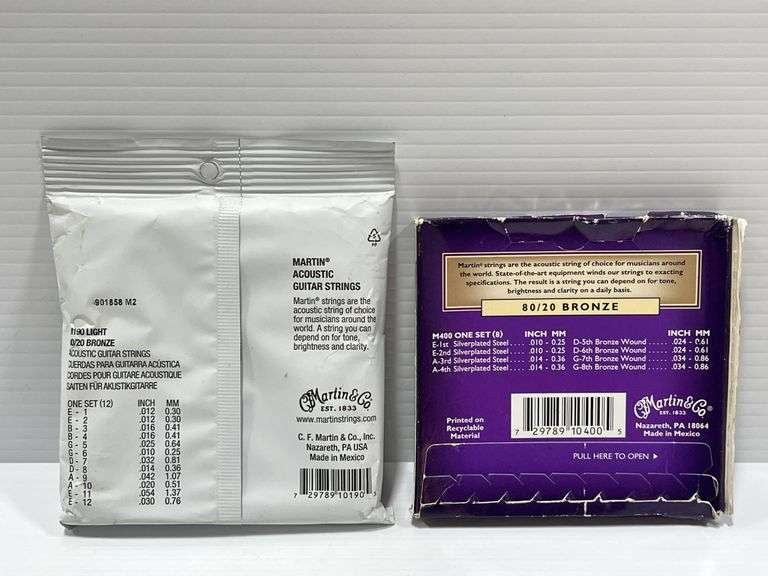 MARTIN®
ACOUSTIC
GUITAR STRINGS
Martin® strings are the
acoustic string of choice
for musicians around the
world. A string you can
depend on for tone,
brightness and clarity.
901858 M2
190 LIGHT
/20 BRONZE
ACOUSTIC GUITAR STRINGS
CUERDAS PARA GUITARRA ACÚSTICA
CORDES POUR GUITARE ACOUSTIQUE
SAITEN FÜR AKUSTIKGITARRE
ONE SET (12) INCH MM
E - 1 .012 0.30
E - 2 .012 0.30
B - 3 .016 0.41
B - 4 .016 0.41
G - 5 .025 0.64
G - 6 .010 0.25
D - 7 .032 0.81
D - 8 .014 0.36
A - 9 .042 1.07
A - 10 .020 0.51
E - 11 .054 1.37
E - 12 .030 0.76
Martin & Co.
EST. 1833
www.martinstrings.com
C. F. Martin & Co., Inc.
Nazareth, PA USA
Made in Mexico
7 29789 10190 5
Martin® strings are the acoustic string of choice for musicians around
the world. State-of-the-art equipment winds our strings to exacting
specifications. The result is a string you can depend on for tone,
brightness and clarity on a daily basis.
80/20 BRONZE
M400 ONE SET (8) INCH MM INCH MM
E-1st Silverplated Steel .... .010 - 0.25 D-5th Bronze Wound ..... .024 - 0.61
E-2nd Silverplated Steel ... .010 - 0.25 D-6th Bronze Wound ..... .024 - 0.61
A-3rd Silverplated Steel ... .014 - 0.36 G-7th Bronze Wound ..... .034 - 0.86
A-4th Silverplated Steel ... .014 - 0.36 G-8th Bronze Wound ..... .034 - 0.86
Printed on
Recyclable
Material
7 29789 10400 5
Martin & Co.
EST. 1833
Nazareth, PA 18064
Made in Mexico
PULL HERE TO OPEN